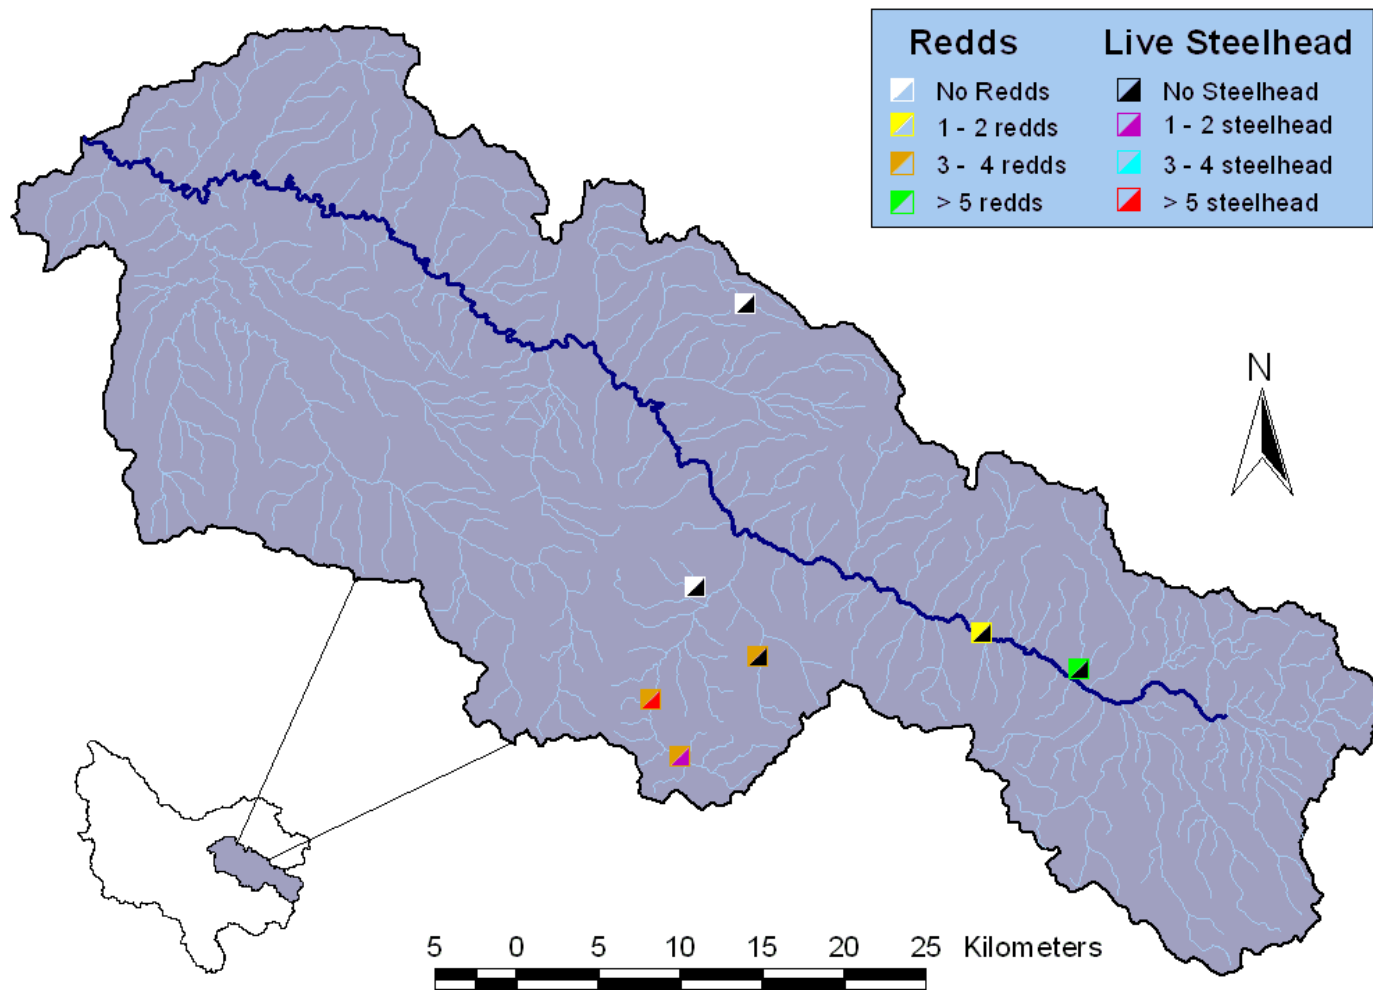 Redds Live Steelhead
No Redds No Steelhead
1 - 2 redds 1 - 2 steelhead
3 - 4 redds 3 - 4 steelhead
> 5 redds > 5 steelhead
N
5 0 5 10 15 20 25 Kilometers